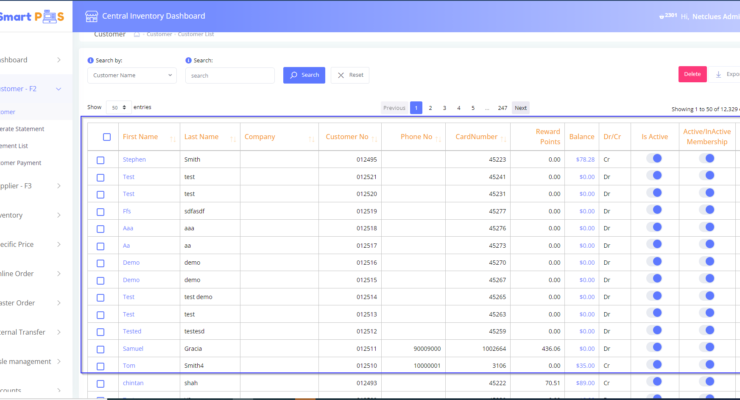 Smart POS
Central Inventory Dashboard
2301 Hi, Netclues Admi
Customer Customer - Customer List
ashboard
Search by:
Search:
ustomer - F2
Customer Name
search
Search
Reset
Delete
Expo
omer
Show 50 entries
Previous 1 2 3 4 5 ... 247 Next
Showing 1 to 50 of 12,329
erate Statement
ement List
omer Payment
pplier - F3
ventory
ecific Price
nline Order
aster Order
ternal Transfer
le management
counts
First Name Last Name Company Customer No Phone No CardNumber Reward Points Balance Dr/Cr Is Active Active/InActive Membership
Stephen Smith 012495 45223 0.00 $78.28 Cr
Test test 012521 45241 0.00 $0.00 Dr
Test test 012520 45231 0.00 $0.00 Dr
Ffs sdfasdf 012519 45277 0.00 $0.00 Dr
Aaa aaa 012518 45276 0.00 $0.00 Dr
Aa aa 012517 45273 0.00 $0.00 Dr
Demo demo 012516 45270 0.00 $0.00 Dr
Demo demo 012515 45267 0.00 $0.00 Dr
Test test demo 012514 45265 0.00 $0.00 Dr
Test test 012513 45263 0.00 $0.00 Dr
Tested testesd 012512 45259 0.00 $0.00 Dr
Samuel Gracia 012511 90009000 1002664 436.06 $0.00 Dr
Tom Smith4 012510 10000001 3106 0.00 $35.00 Cr
chintan shah 012493 45222 70.51 $89.00 Cr